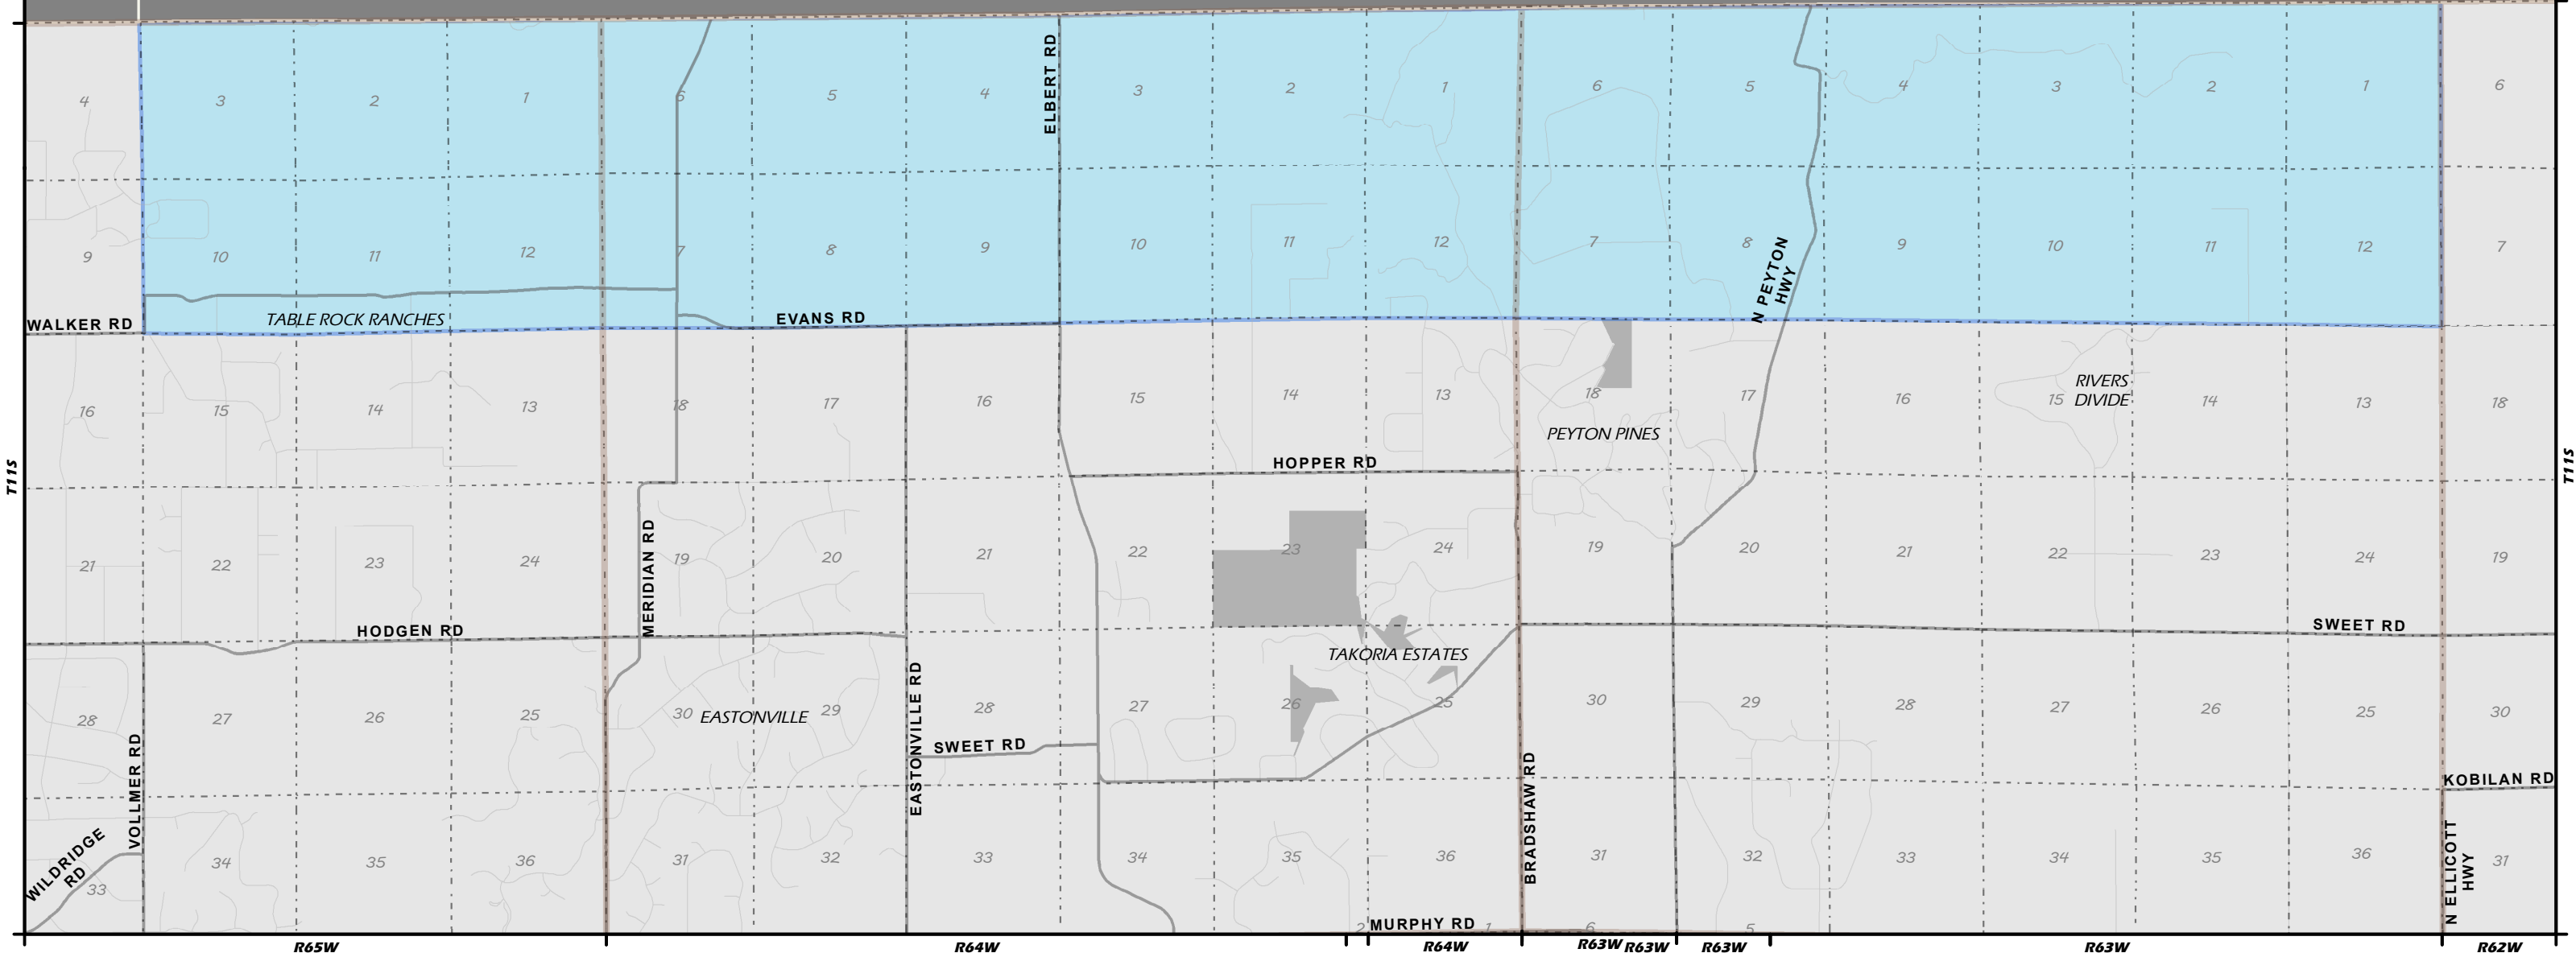 ELBERT RD
4 3 2 1 6 5 4 3 2 1 6 5 4 3 2 1 6
N PEYTON
HWY
9 10 11 12 7 8 9 10 11 12 7 8 9 10 11 12 7
WALKER RD
TABLE ROCK RANCHES
EVANS RD
RIVERS
DIVIDE
16 15 14 13 18 17 16 15 14 13 18 17 16 15 14 13 18
PEYTON PINES
HOPPER RD
T11S
T11S
MERIDIAN RD
21 22 23 24 19 20 21 22 23 24 19 20 21 22 23 24 19
HODGEN RD
SWEET RD
TAKORIA ESTATES
28 27 26 25 30 29 28 27 26 25 30 29 28 27 26 25 30
EASTONVILLE
EASTONVILLE RD
SWEET RD
VOLLMER RD
BRADSHAW RD
KOBILAN RD
WILDRIDGE
RD
33 34 35 36 31 32 33 34 35 36 31 32 33 34 35 36 31
N ELLICOTT
HWY
2 MURPHY RD 1 6 5
R65W R64W R64W R63W R63W R63W R63W R62W